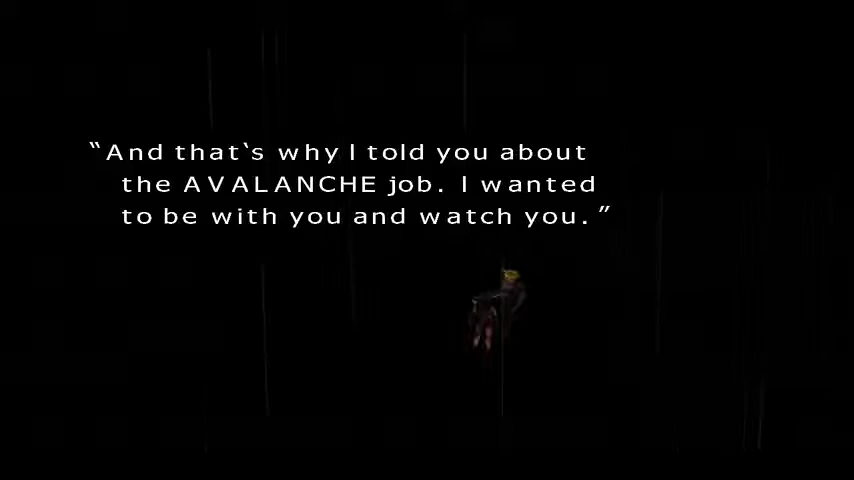 “And that‘s why I told you about
the AVALANCHE job. I wanted
to be with you and watch you.”